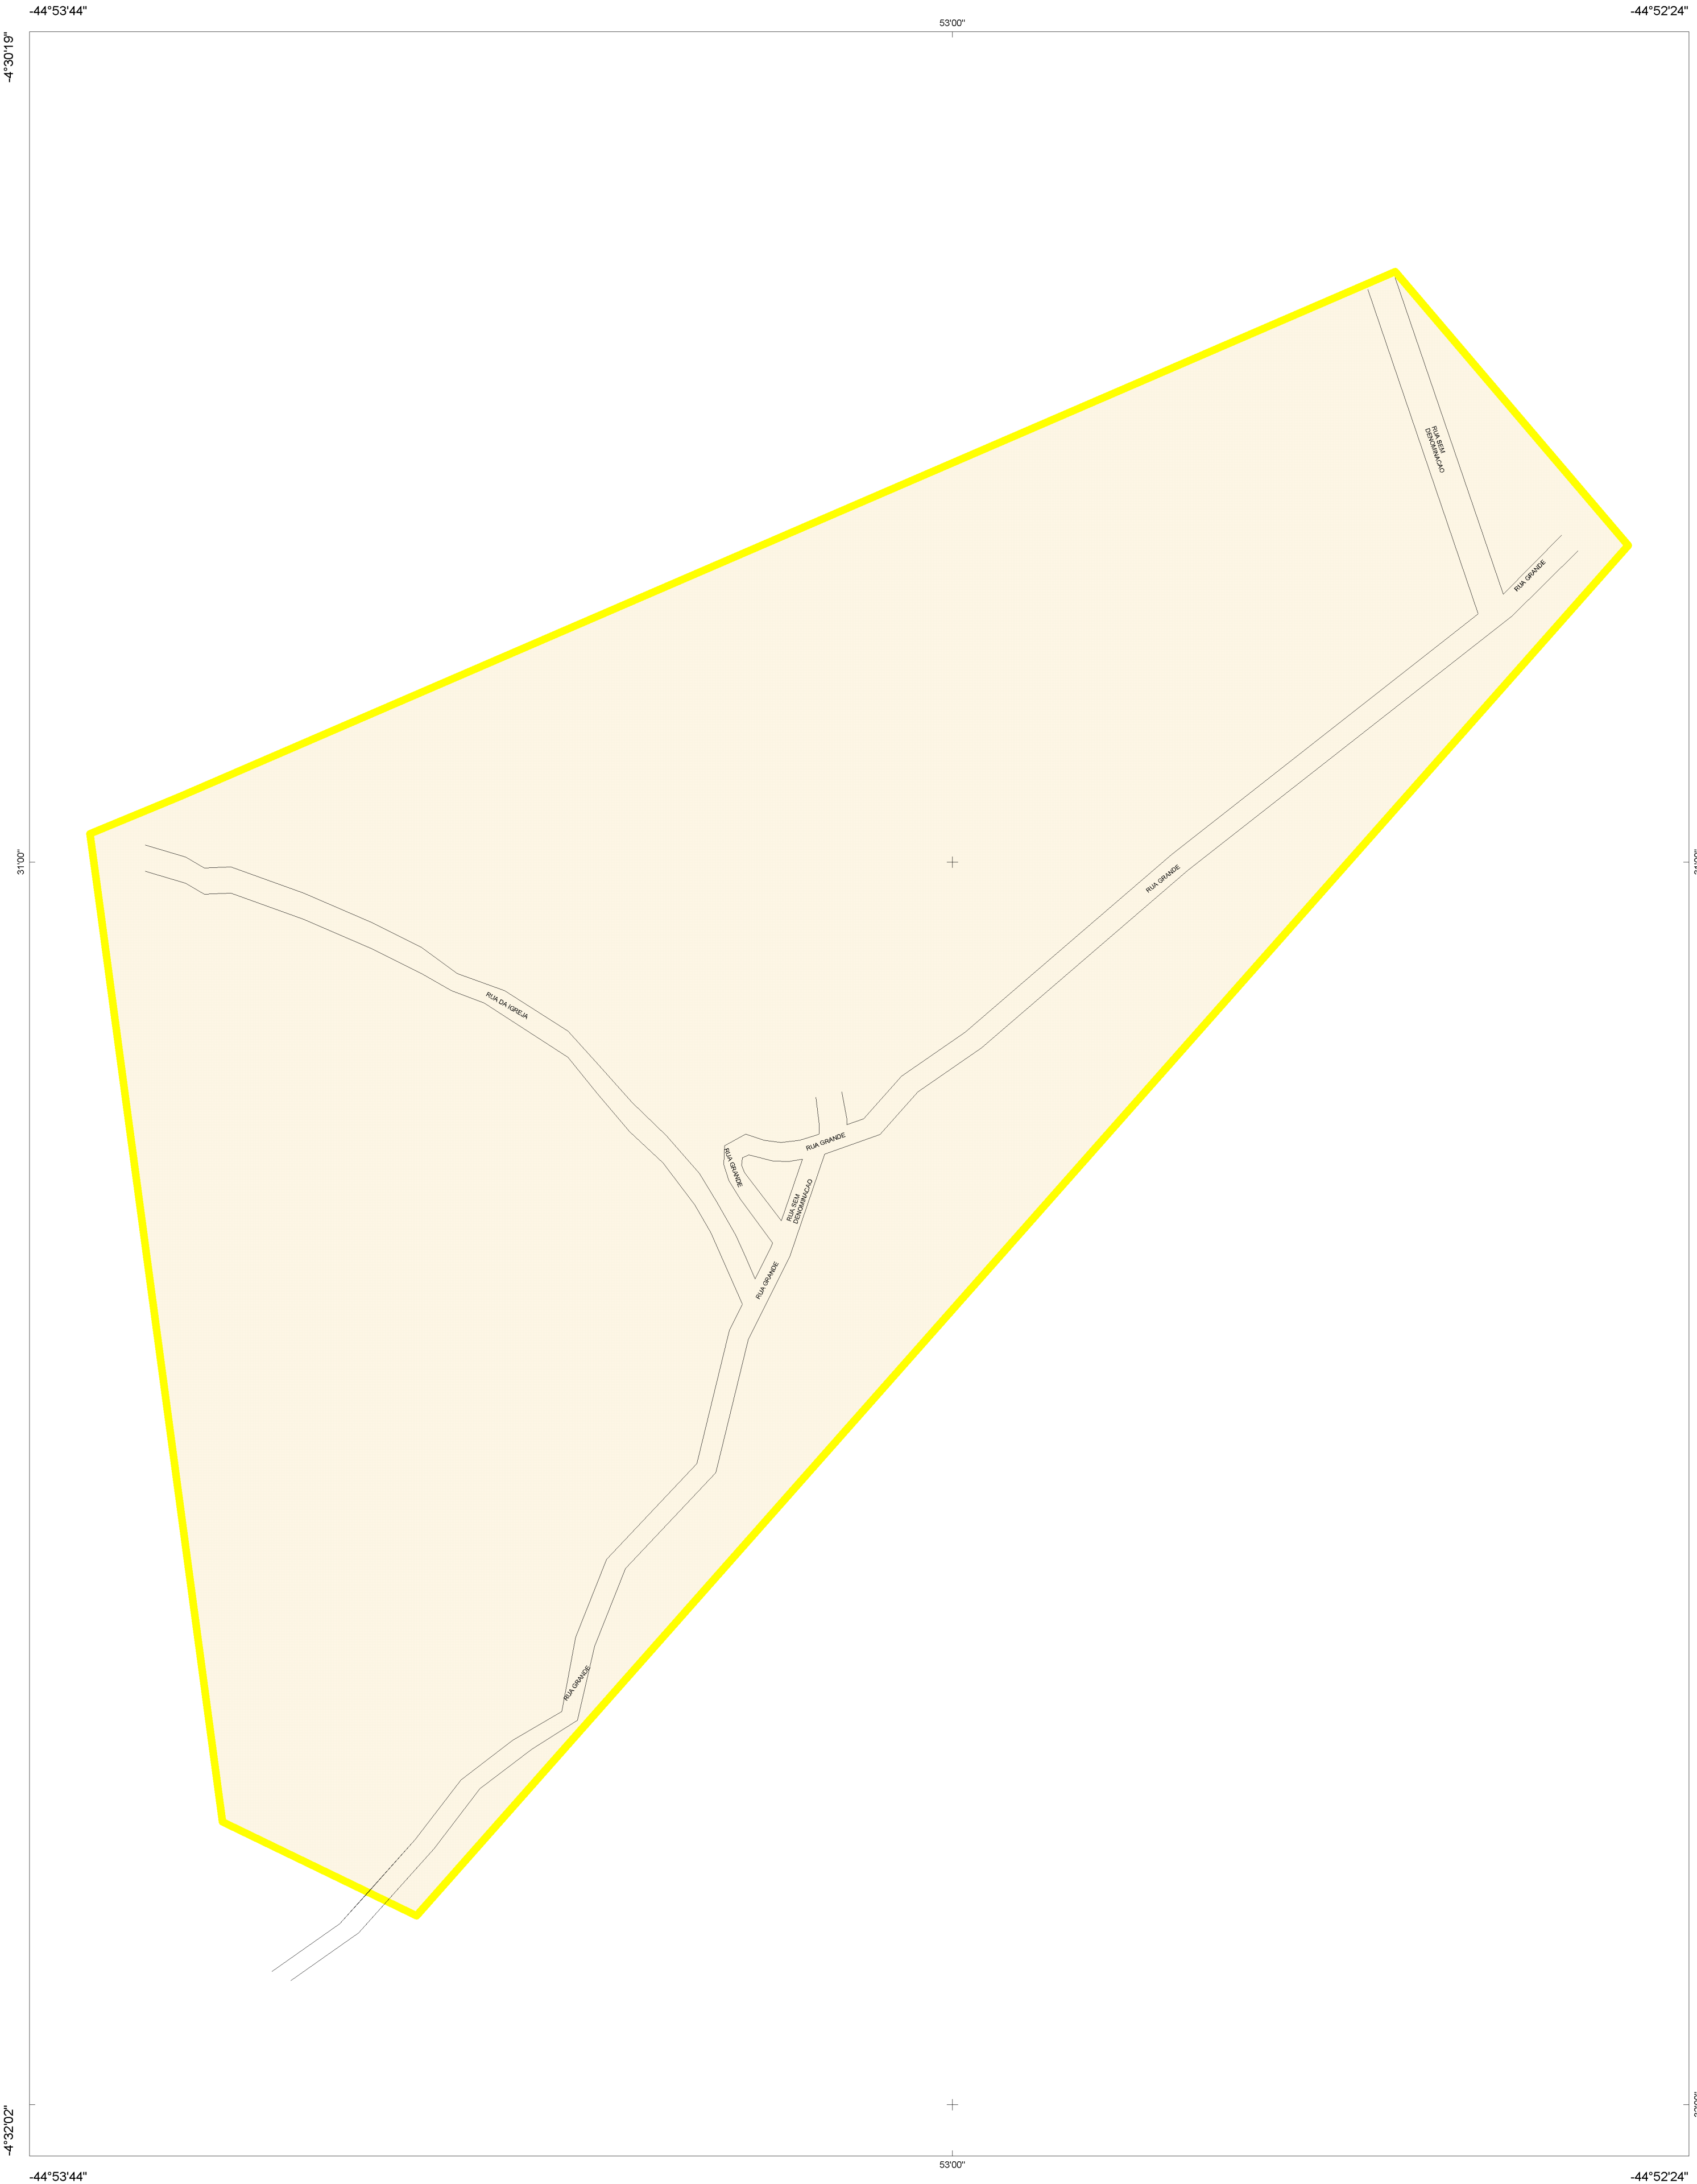 -44°53'44"
53'00"
-44°52'24"
-4°30'19"
RUA SEM
DENOMINACAO
RUA GRANDE
31'00"
RUA GRANDE
RUA DA IGREJA
RUA GRANDE
RUA GRANDE
RUA SEM
DENOMINACAO
RUA GRANDE
RUA GRANDE
-4°32'02"
-44°53'44"
53'00"
-44°52'24"